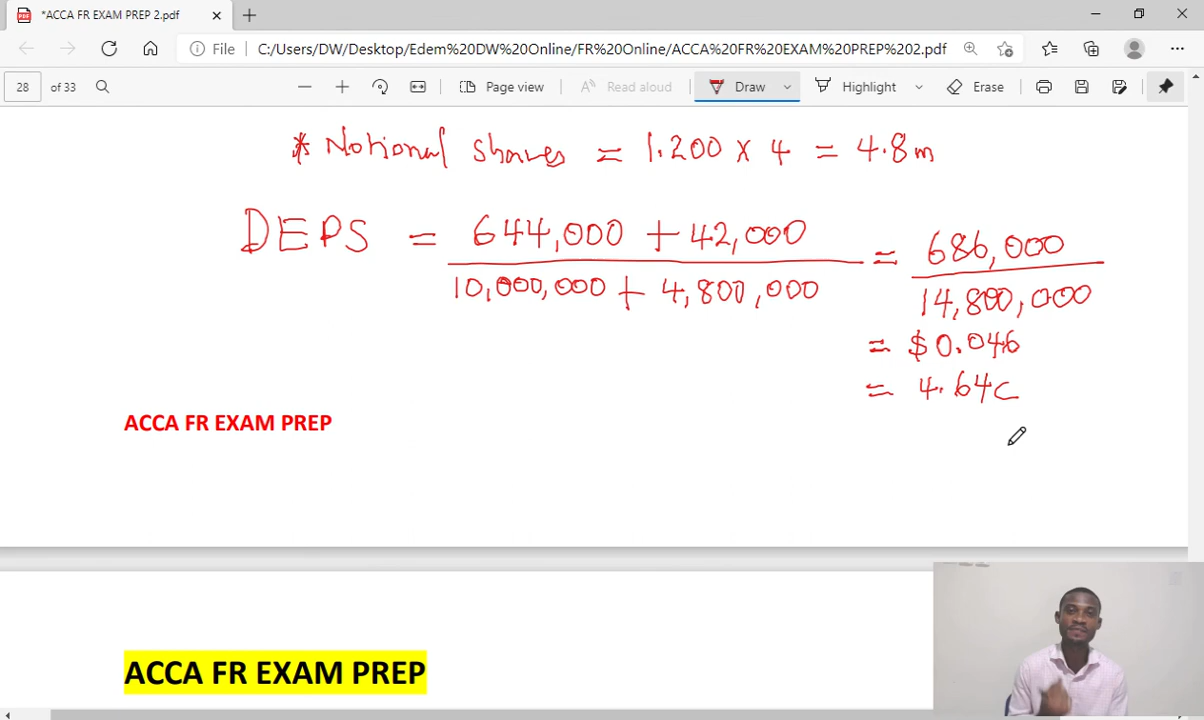 *ACCA FR EXAM PREP 2.pdf
File C:/Users/DW/Desktop/Edem%20DW%20Online/FR%20Online/ACCA%20FR%20EXAM%20PREP%202.pdf
28 of 33 Page view Read aloud Draw Highlight Erase
* Notional shares = 1.200 x 4 = 4.8m
DEPS = 644,000 + 42,000 = 686,000
10,000,000 + 4,800,000 14,800,000
= $0.046
= 4.64c
ACCA FR EXAM PREP
ACCA FR EXAM PREP